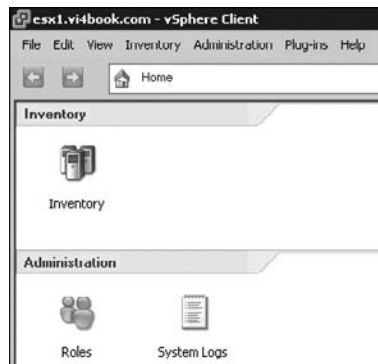 esx1.vi4book.com - vSphere Client
File Edit View Inventory Administration Plug-ins Help
Home
Inventory
Inventory
Administration
Roles System Logs